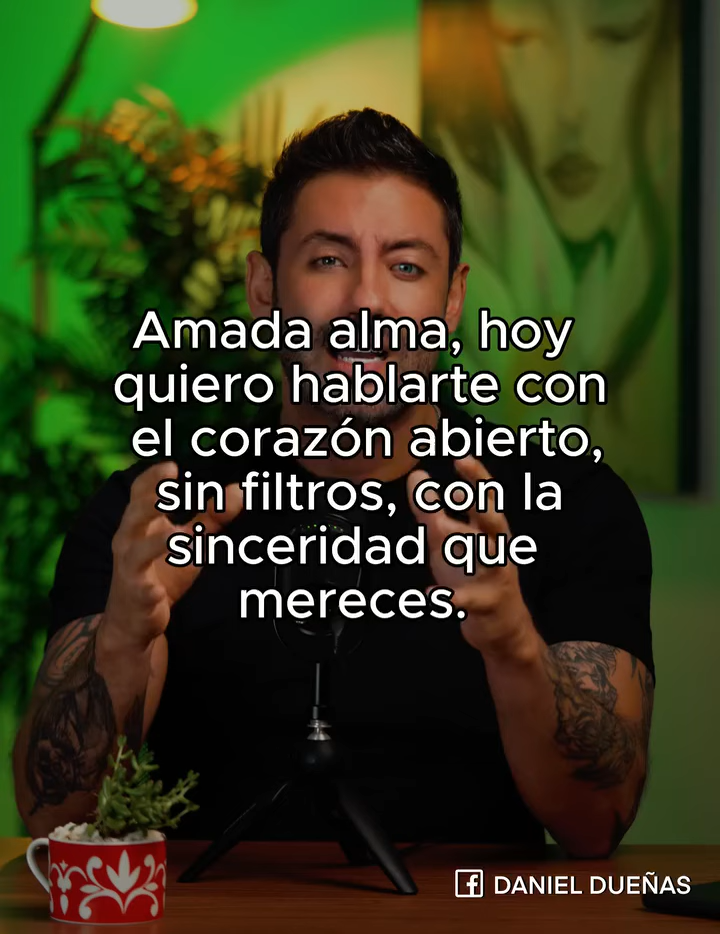 Amada alma, hoy
quiero hablarte con
el corazón abierto,
sin filtros, con la
sinceridad que
mereces.
DANIEL DUEÑAS